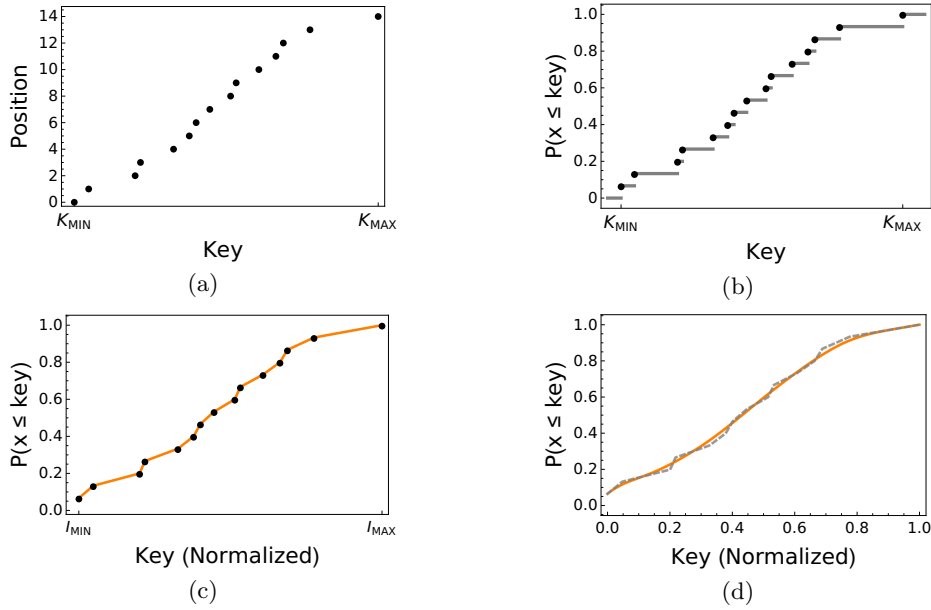 Position
14
12
10
8
6
4
2
0
K_MIN
K_MAX
Key
(a)
P(x ≤ key)
1.0
0.8
0.6
0.4
0.2
0
K_MIN
K_MAX
Key
(b)
P(x ≤ key)
1.0
0.8
0.6
0.4
0.2
0.0
I_MIN
I_MAX
Key (Normalized)
(c)
P(x ≤ key)
1.0
0.8
0.6
0.4
0.2
0.0
0.0 0.2 0.4 0.6 0.8 1.0
Key (Normalized)
(d)